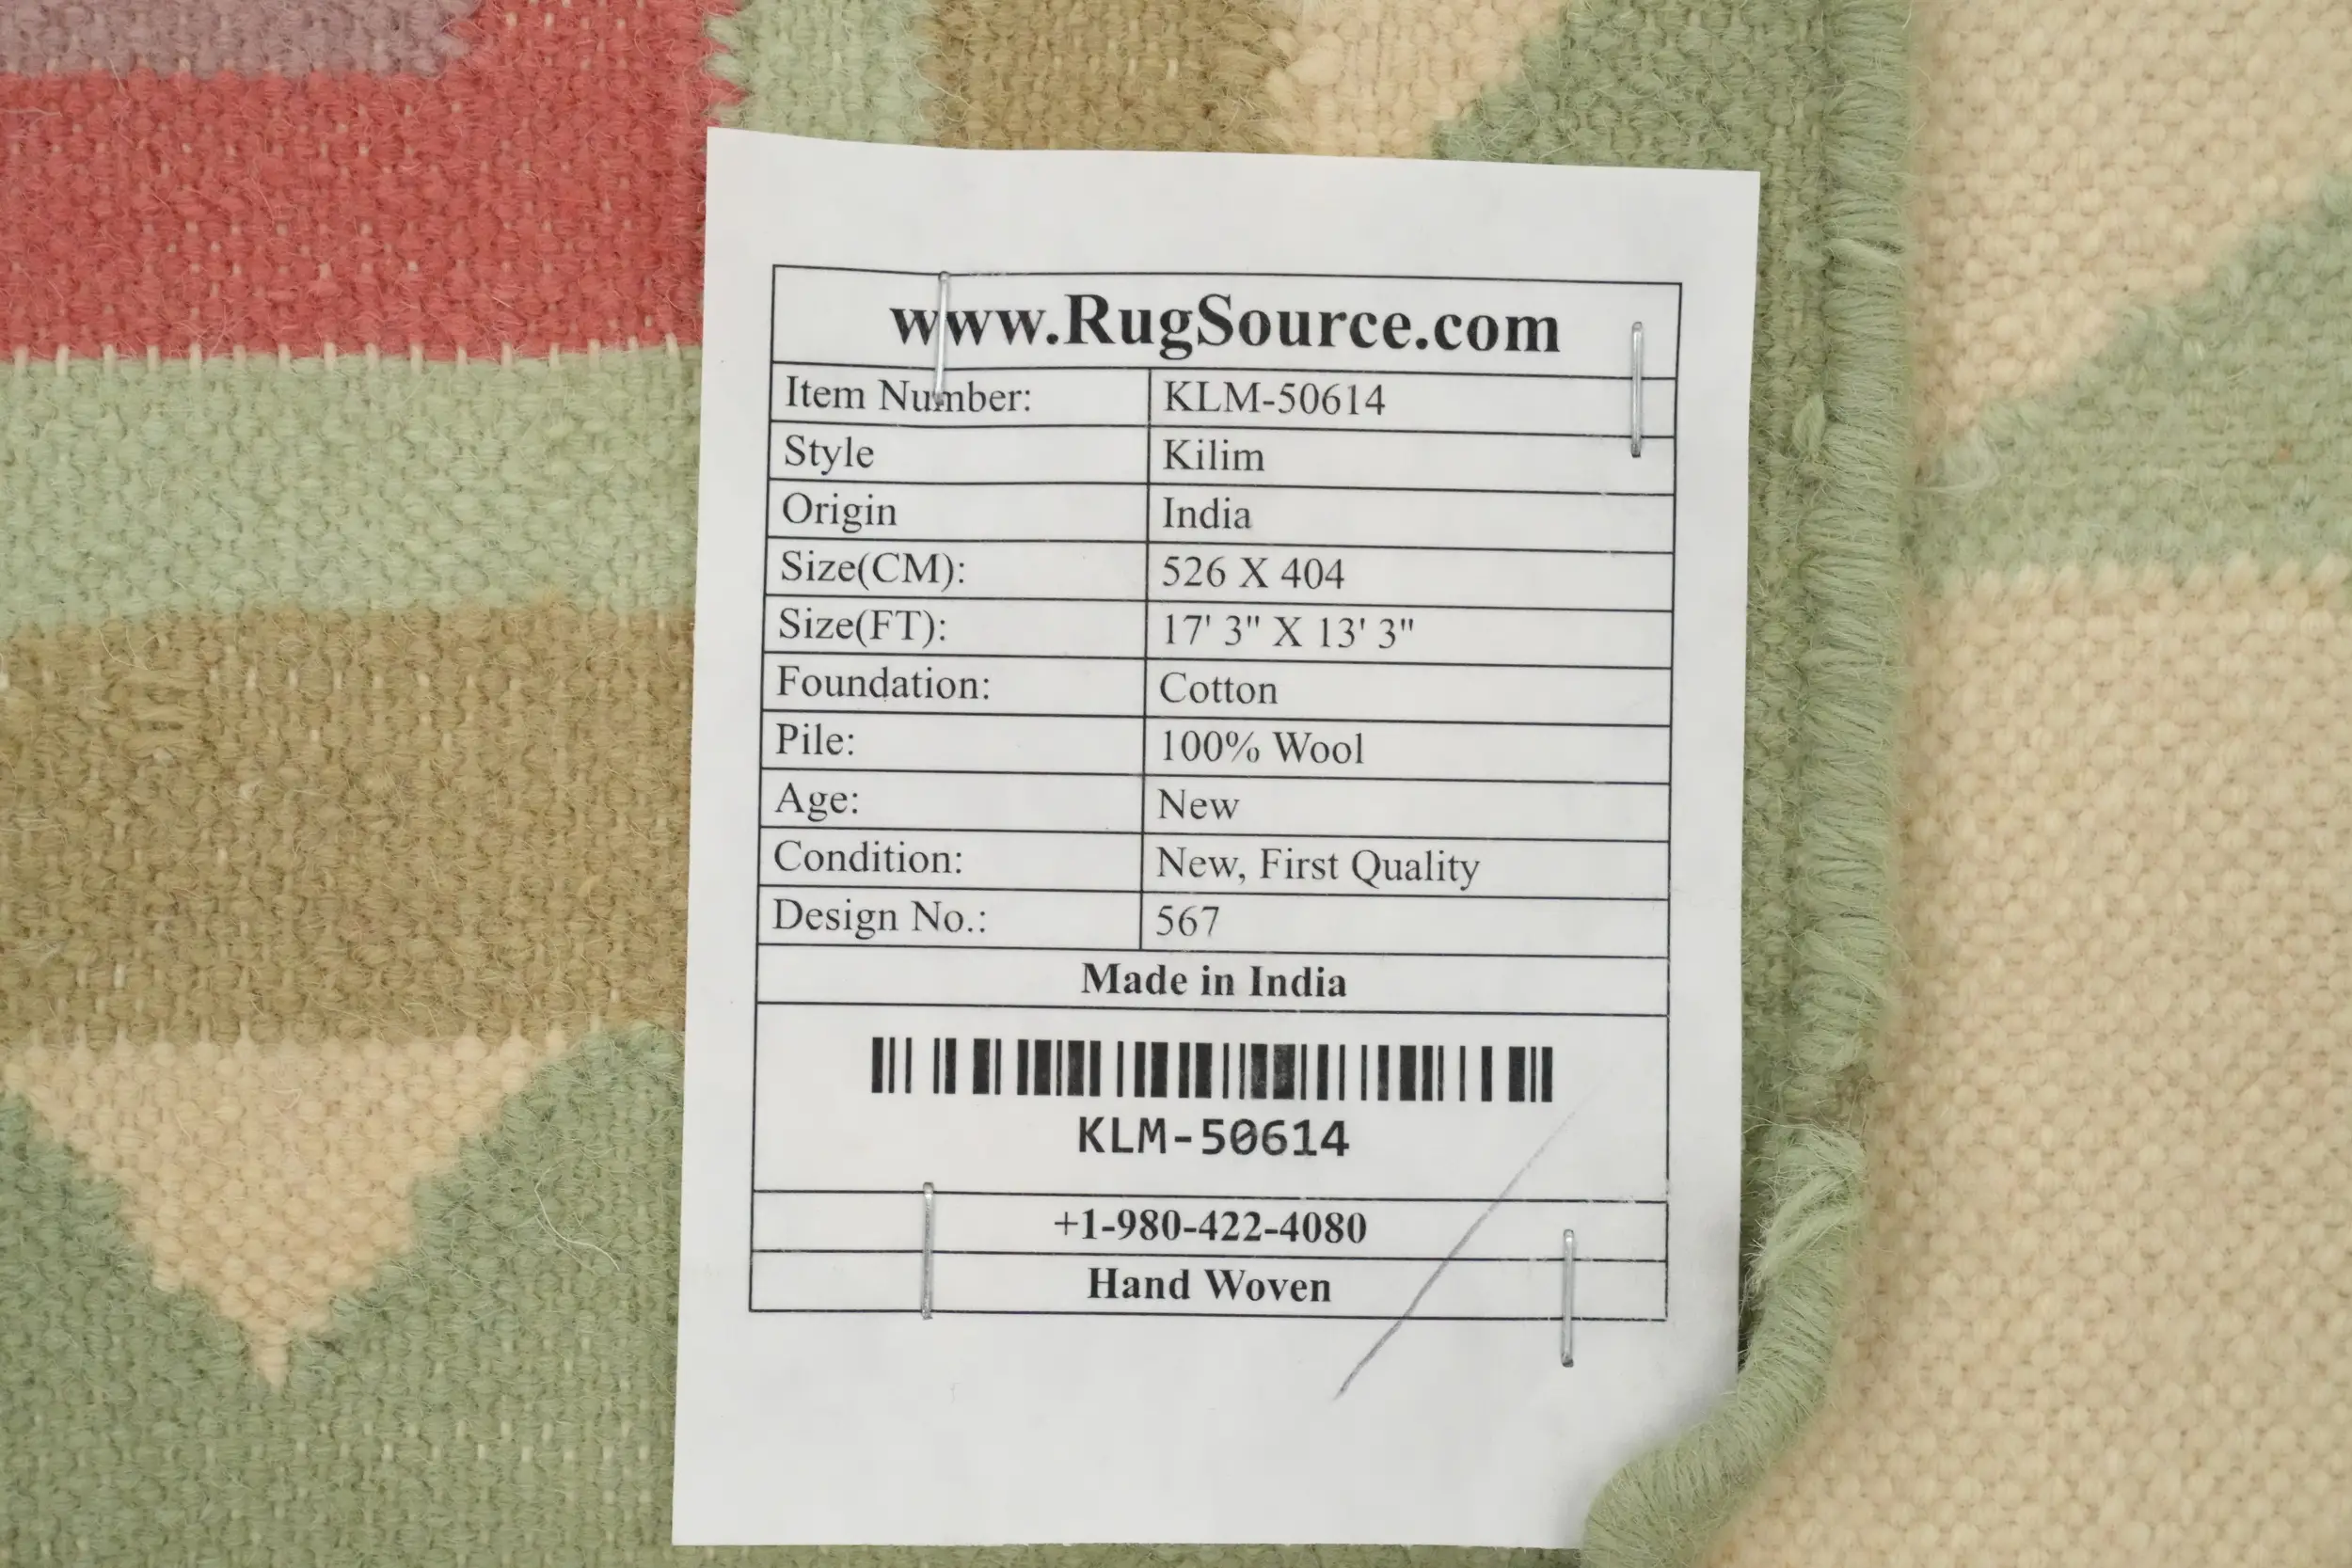 www.RugSource.com
Item Number: KLM-50614
Style Kilim
Origin India
Size(CM): 526 X 404
Size(FT): 17' 3" X 13' 3"
Foundation: Cotton
Pile: 100% Wool
Age: New
Condition: New, First Quality
Design No.: 567
Made in India
KLM-50614
+1-980-422-4080
Hand Woven